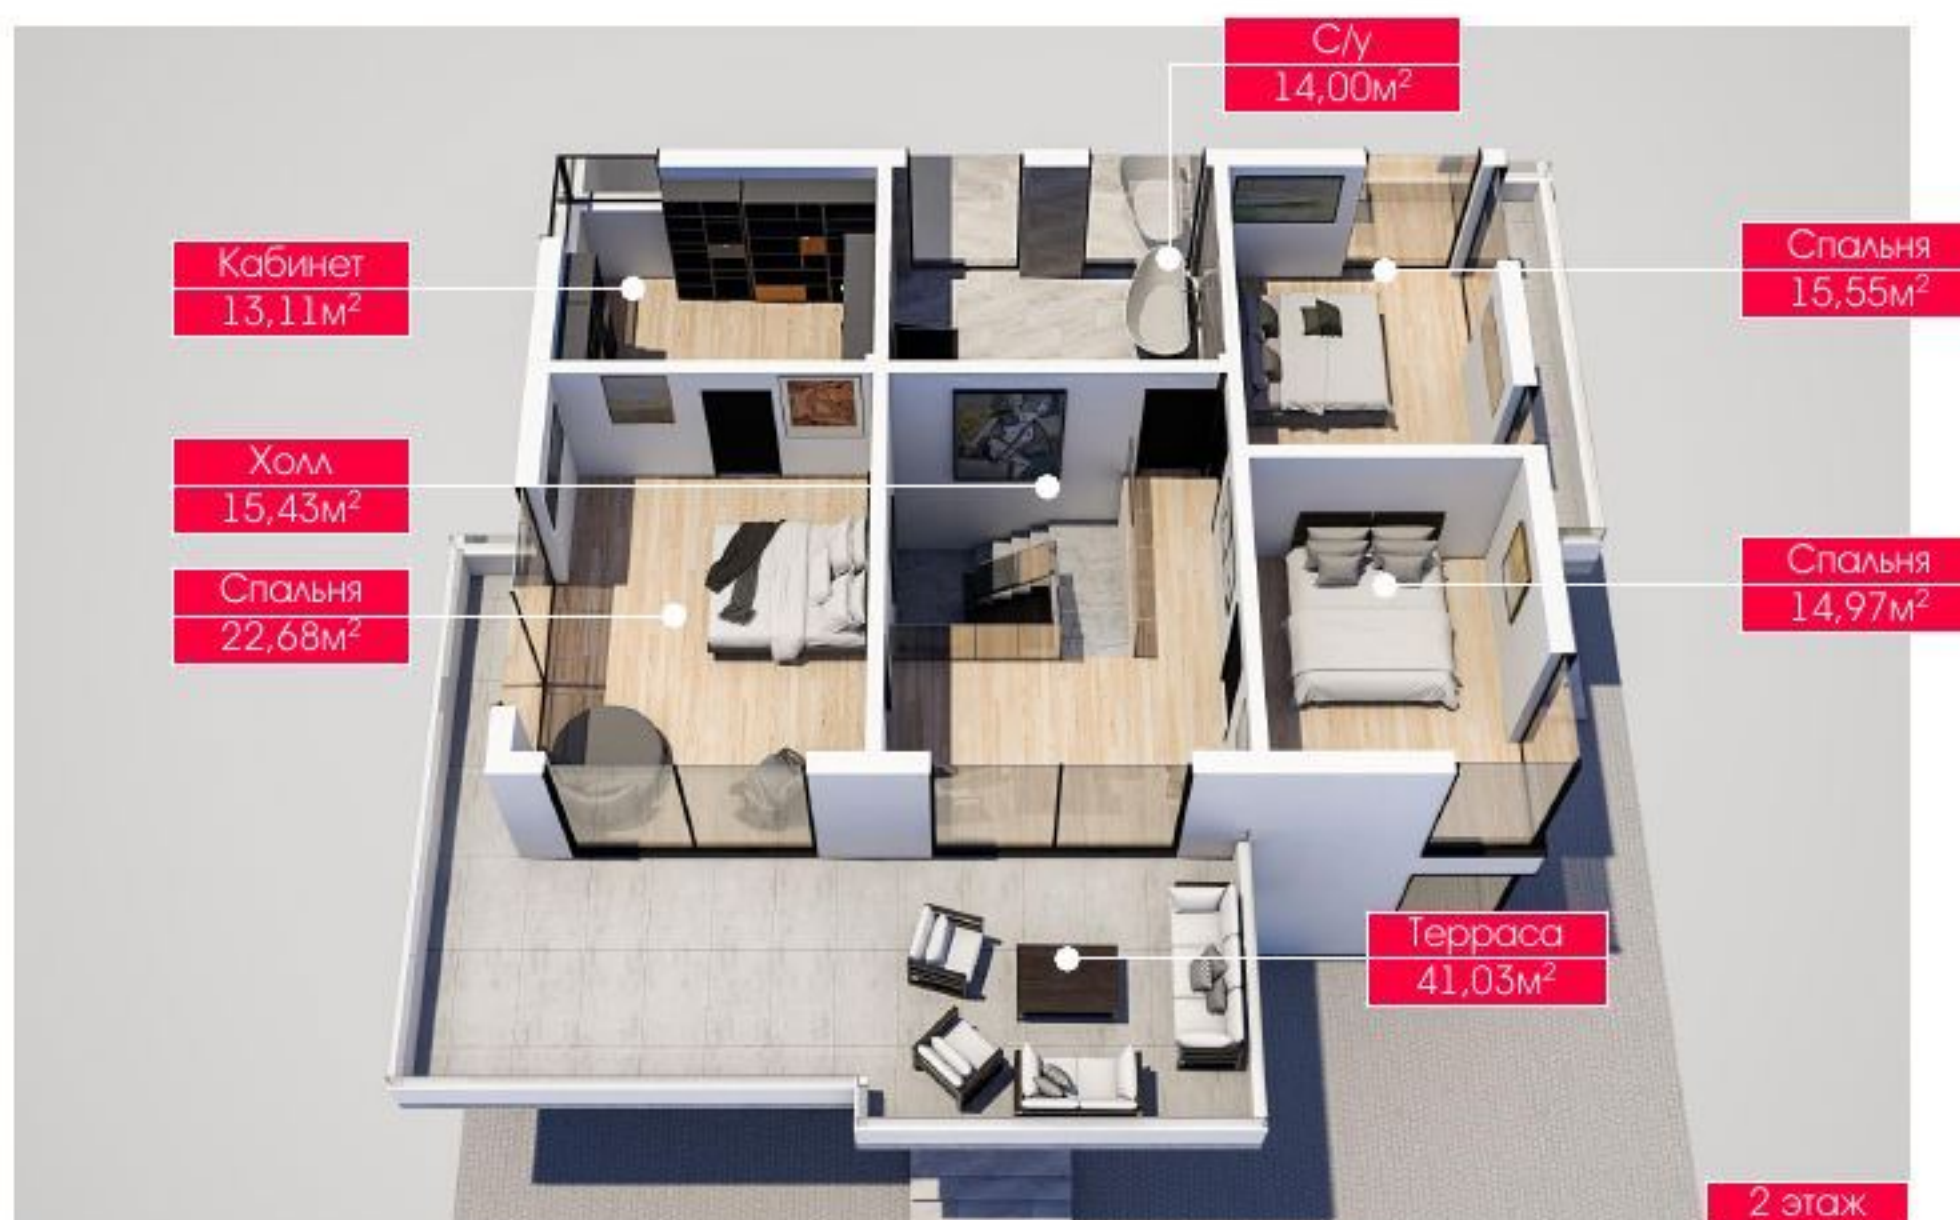 С/у
14,00м²
Кабинет
13,11м²
Спальня
15,55м²
Холл
15,43м²
Спальня
22,68м²
Спальня
14,97м²
Терраса
41,03м²
2 этаж